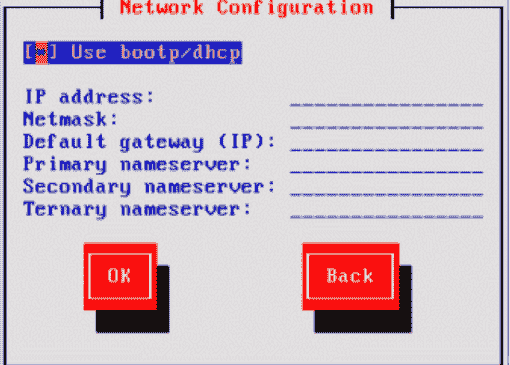 Network Configuration
[*] Use bootp/dhcp
IP address:
Netmask:
Default gateway (IP):
Primary nameserver:
Secondary nameserver:
Ternary nameserver:
OK Back